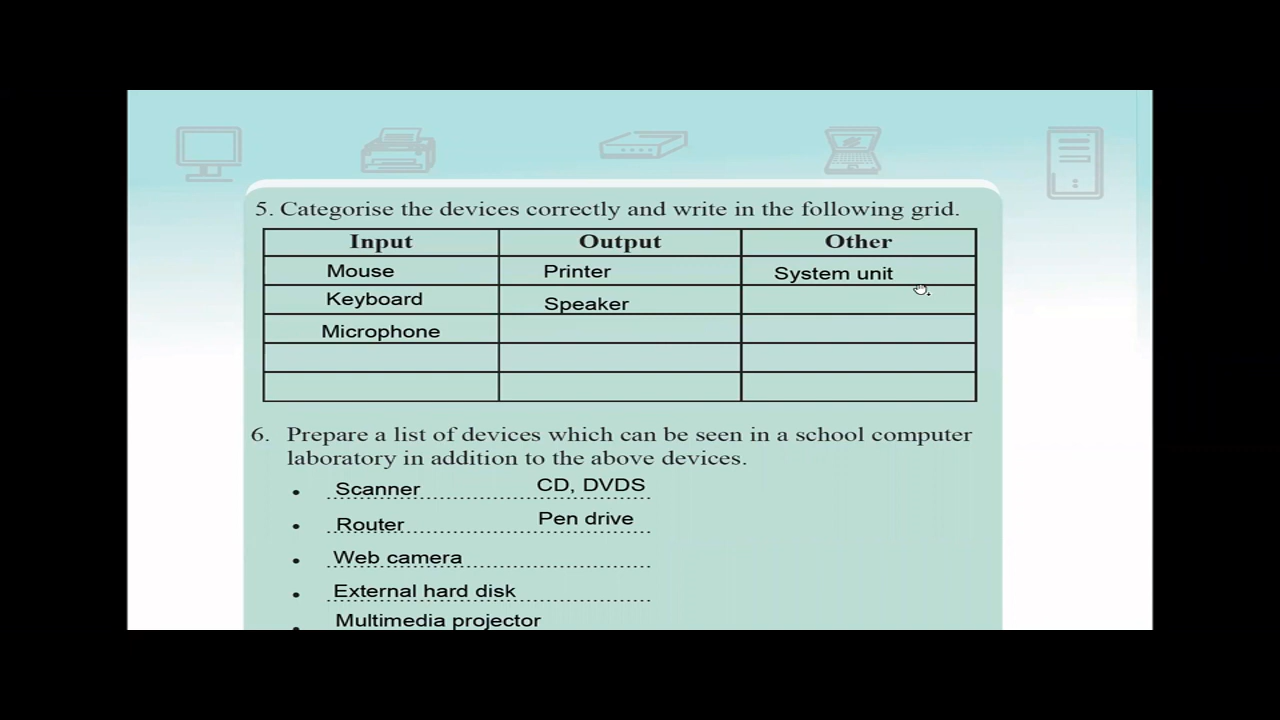 5. Categorise the devices correctly and write in the following grid.
Input Output Other
Mouse Printer System unit
Keyboard Speaker
Microphone
6. Prepare a list of devices which can be seen in a school computer
laboratory in addition to the above devices.
• Scanner CD, DVDS
• Router Pen drive
• Web camera
• External hard disk
• Multimedia projector